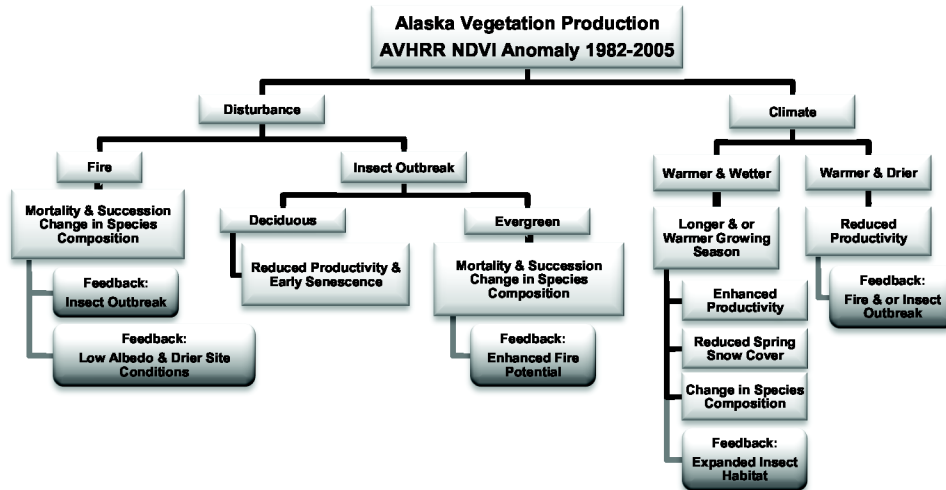 Alaska Vegetation Production
AVHRR NDVI Anomaly 1982-2005
Disturbance
Climate
Fire
Insect Outbreak
Warmer & Wetter
Warmer & Drier
Mortality & Succession
Change in Species
Composition
Deciduous
Evergreen
Longer & or
Warmer Growing
Season
Reduced
Productivity
Reduced Productivity &
Early Senescence
Mortality & Succession
Change in Species
Composition
Feedback:
Insect Outbreak
Feedback:
Fire & or Insect
Outbreak
Enhanced
Productivity
Feedback:
Low Albedo & Drier Site
Conditions
Feedback:
Enhanced Fire
Potential
Reduced Spring
Snow Cover
Change in Species
Composition
Feedback:
Expanded Insect
Habitat